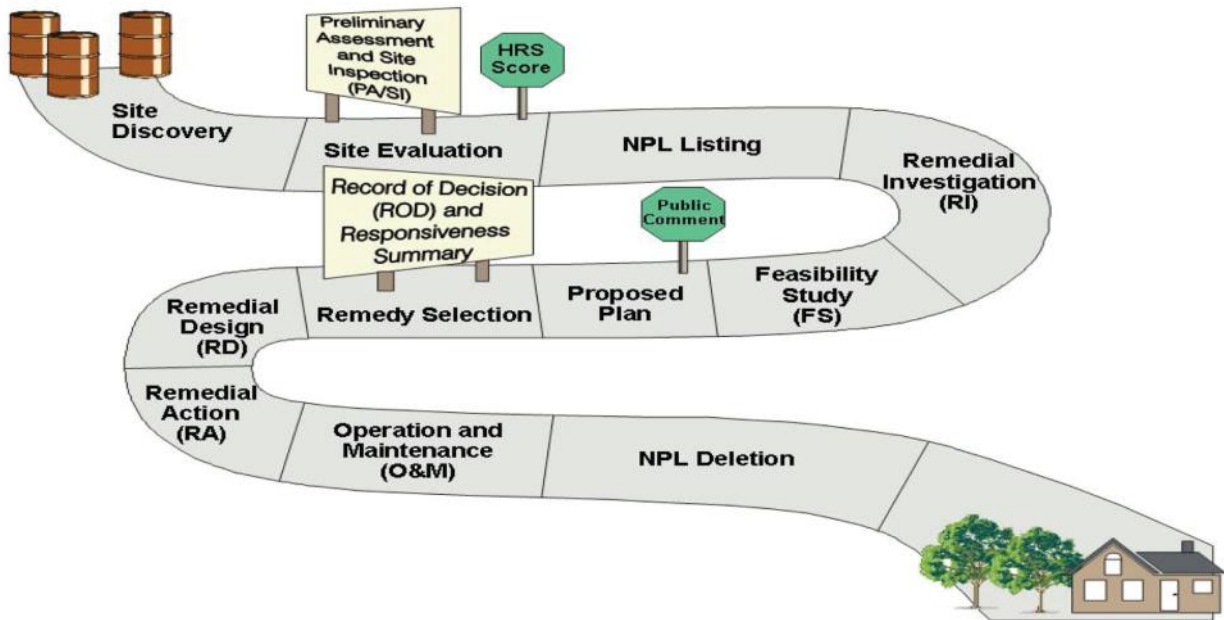 Preliminary
Assessment
and Site
Inspection
(PA/SI)
HRS
Score
Site
Discovery
Site Evaluation
NPL Listing
Remedial
Investigation
(RI)
Record of Decision
(ROD) and
Responsiveness
Summary
Public
Comment
Feasibility
Study
(FS)
Proposed
Plan
Remedy Selection
Remedial
Design
(RD)
Remedial
Action
(RA)
Operation and
Maintenance
(O&M)
NPL Deletion